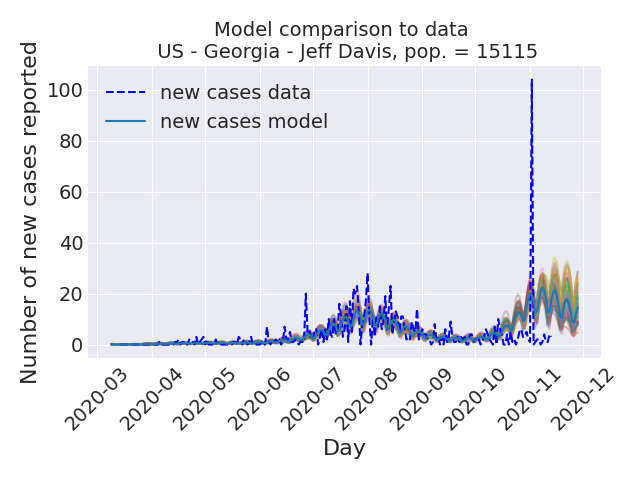 Model comparison to data
US - Georgia - Jeff Davis, pop. = 15115
Number of new cases reported
100
80
60
40
20
0
new cases data
new cases model
2020-03
2020-04
2020-05
2020-06
2020-07
2020-08
2020-09
2020-10
2020-11
2020-12
Day